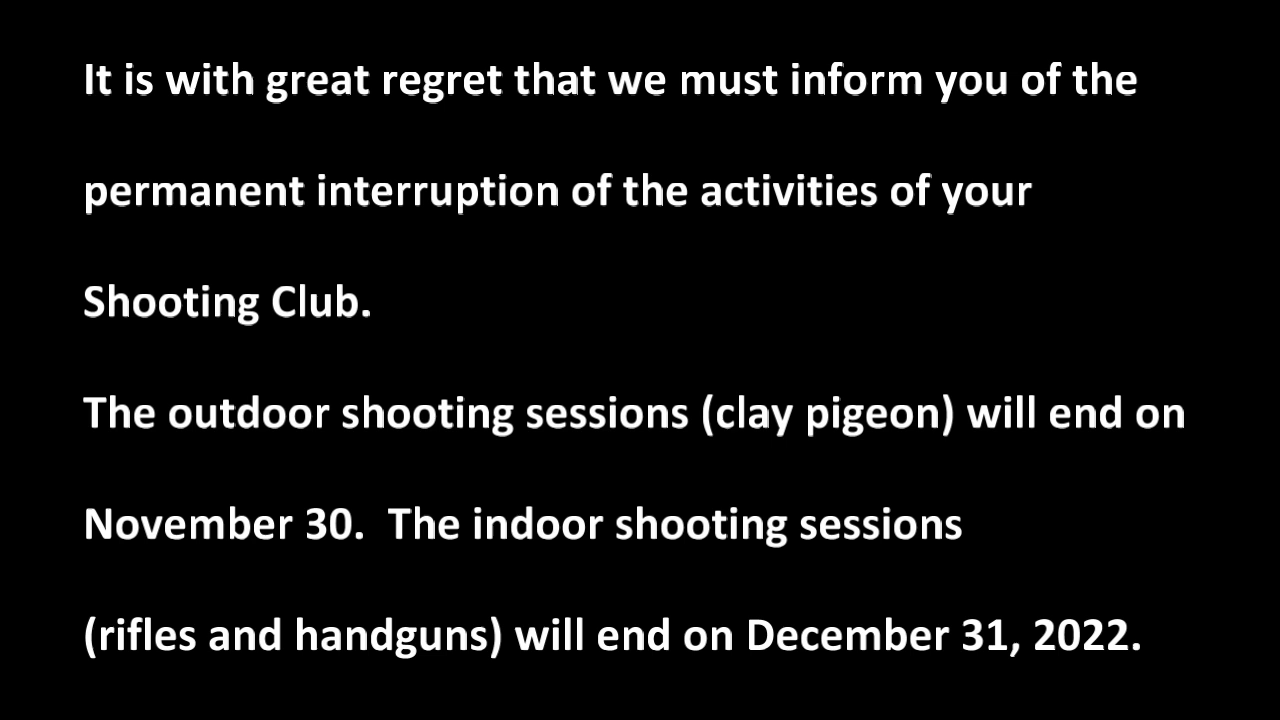 It is with great regret that we must inform you of the
permanent interruption of the activities of your
Shooting Club.
The outdoor shooting sessions (clay pigeon) will end on
November 30.  The indoor shooting sessions
(rifles and handguns) will end on December 31, 2022.